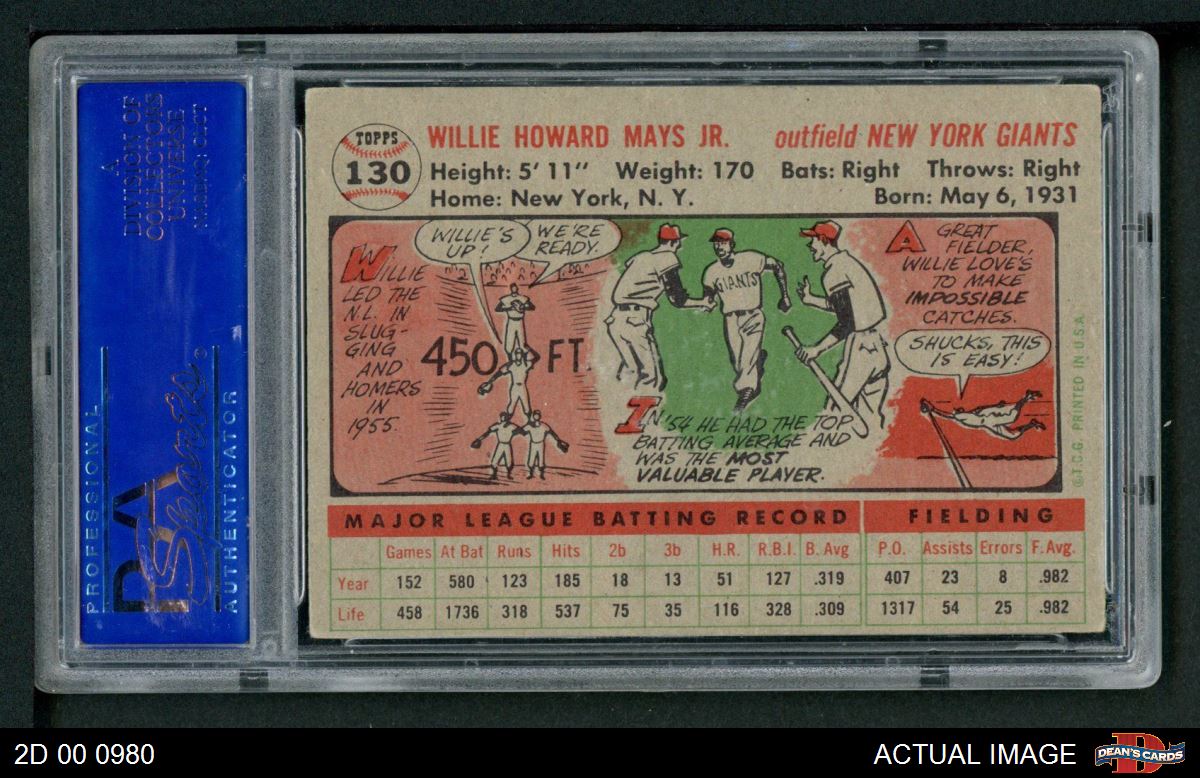 A
DIVISION OF
COLLECTORS
UNIVERSE
NASDAQ: CLCT
PROFESSIONAL
PSA
Sports
AUTHENTICATOR
TOPPS
130
WILLIE HOWARD MAYS JR. outfield NEW YORK GIANTS
Height: 5' 11" Weight: 170 Bats: Right Throws: Right
Home: New York, N. Y. Born: May 6, 1931
WILLIE
LED THE
N.L. IN
SLUG-
GING
AND
HOMERS
IN
1955.
WILLIE'S
UP!
WE'RE
READY.
450 FT.
GIANTS
IN '54 HE HAD THE TOP
BATTING AVERAGE AND
WAS THE MOST
VALUABLE PLAYER.
A GREAT
FIELDER,
WILLIE LOVE'S
TO MAKE
IMPOSSIBLE
CATCHES.
SHUCKS, THIS
IS EASY!
©T.C.G. PRINTED IN U.S.A.
MAJOR LEAGUE BATTING RECORD FIELDING
Games At Bat Runs Hits 2b 3b H.R. R.B.I. B. Avg P.O. Assists Errors F. Avg.
Year 152 580 123 185 18 13 51 127 .319 407 23 8 .982
Life 458 1736 318 537 75 35 116 328 .309 1317 54 25 .982
2D 00 0980
ACTUAL IMAGE
DEAN'S CARDS